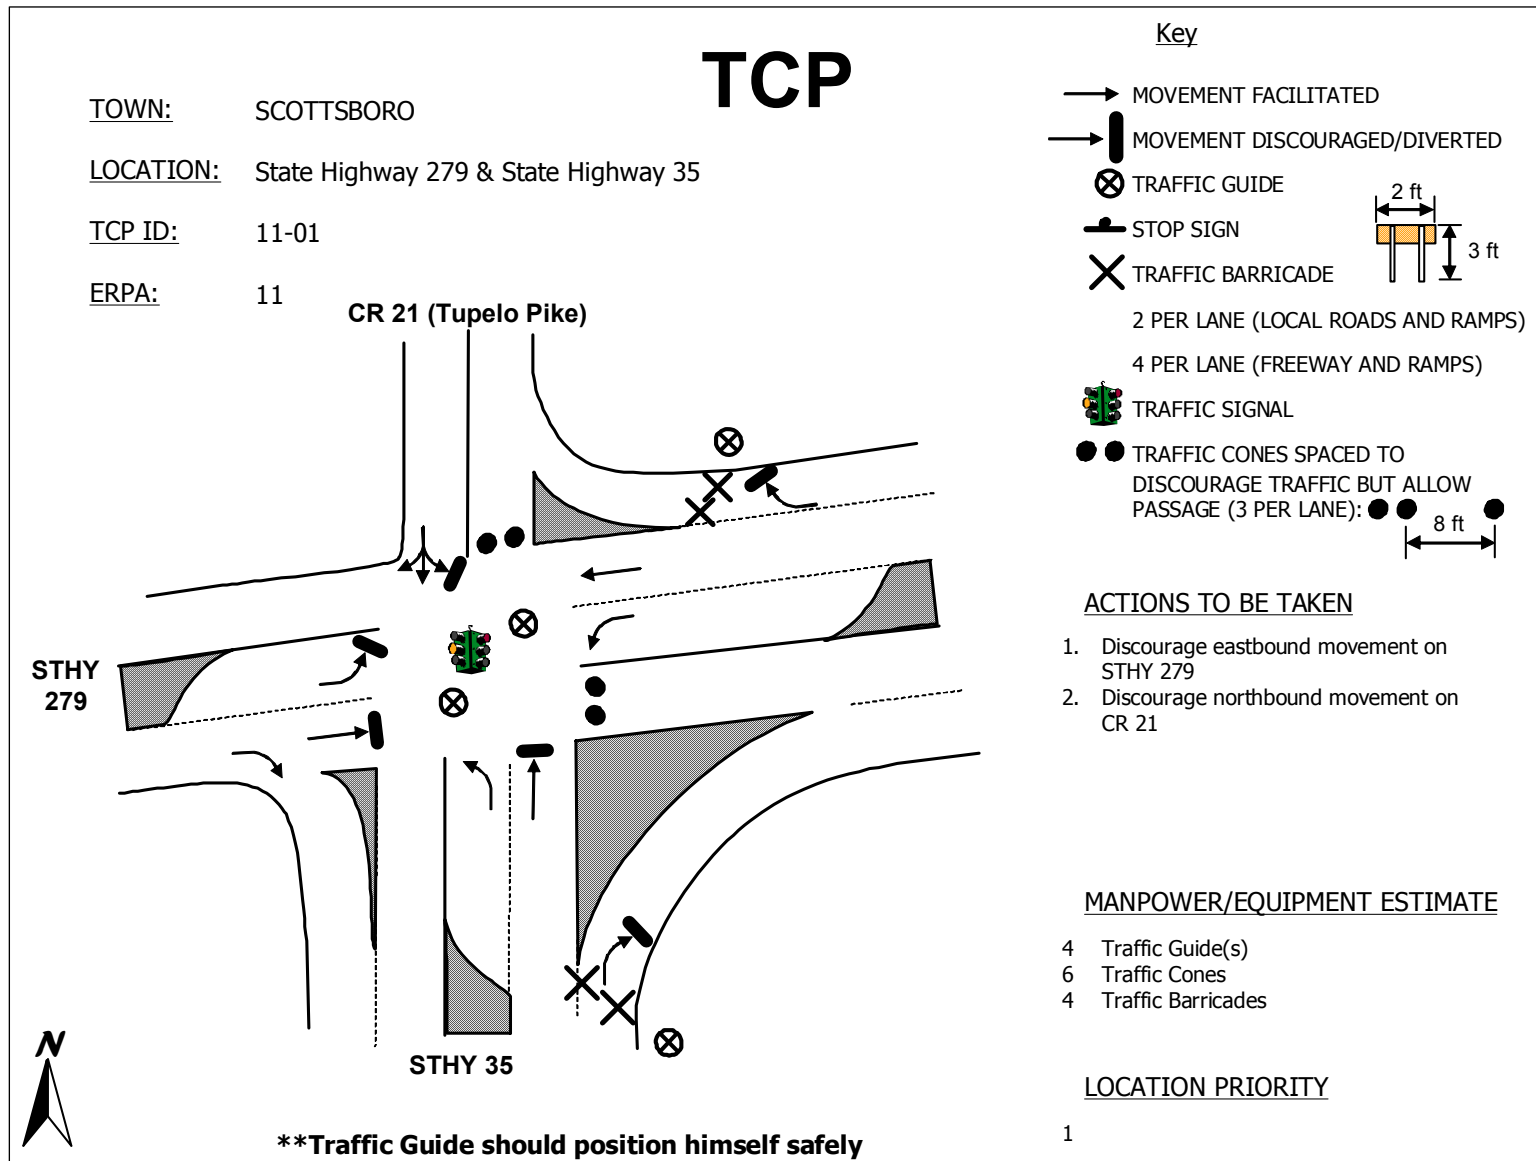 TCP
TOWN: SCOTTSBORO
LOCATION: State Highway 279 & State Highway 35
TCP ID: 11-01
ERPA: 11
CR 21 (Tupelo Pike)
STHY
279
STHY 35
N
**Traffic Guide should position himself safely
Key
MOVEMENT FACILITATED
MOVEMENT DISCOURAGED/DIVERTED
TRAFFIC GUIDE
STOP SIGN
TRAFFIC BARRICADE
2 ft
3 ft
2 PER LANE (LOCAL ROADS AND RAMPS)
4 PER LANE (FREEWAY AND RAMPS)
TRAFFIC SIGNAL
TRAFFIC CONES SPACED TO
DISCOURAGE TRAFFIC BUT ALLOW
PASSAGE (3 PER LANE):
8 ft
ACTIONS TO BE TAKEN
1. Discourage eastbound movement on
STHY 279
2. Discourage northbound movement on
CR 21
MANPOWER/EQUIPMENT ESTIMATE
4 Traffic Guide(s)
6 Traffic Cones
4 Traffic Barricades
LOCATION PRIORITY
1